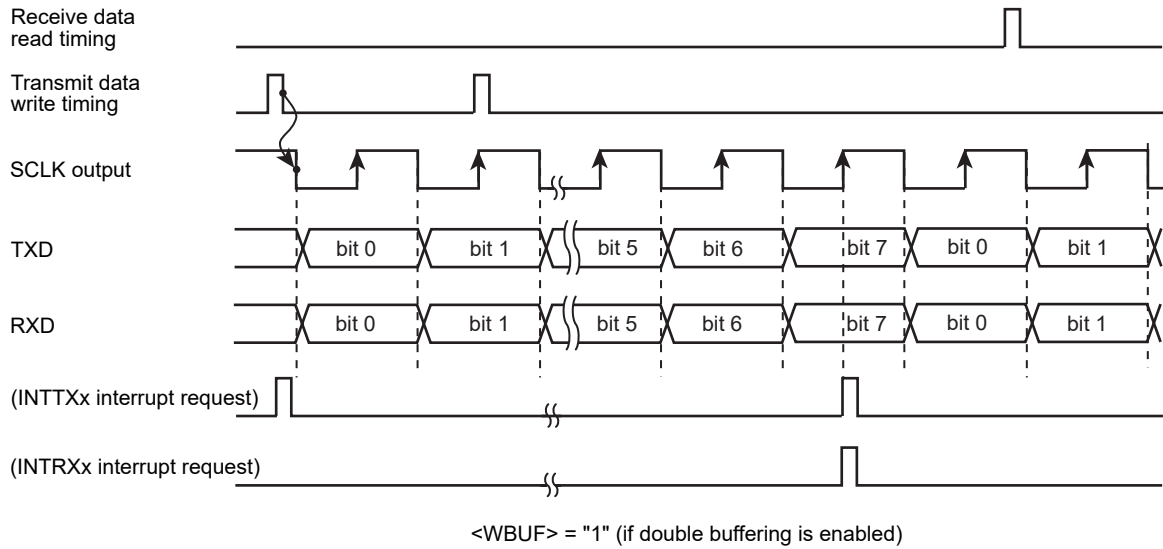 Receive data
read timing
Transmit data
write timing
SCLK output
TXD
bit 0
bit 1
bit 5
bit 6
bit 7
bit 0
bit 1
RXD
bit 0
bit 1
bit 5
bit 6
bit 7
bit 0
bit 1
(INTTXx interrupt request)
(INTRXx interrupt request)
<WBUF> = "1" (if double buffering is enabled)